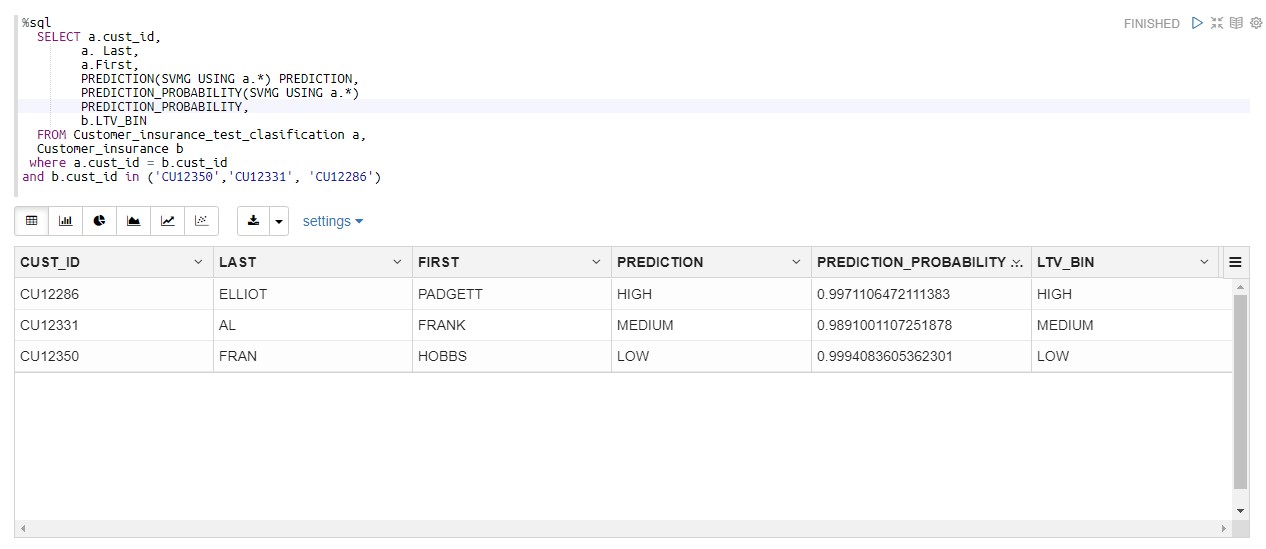 %sql
SELECT a.cust_id,
a. Last,
a.First,
PREDICTION(SVMG USING a.*) PREDICTION,
PREDICTION_PROBABILITY(SVMG USING a.*)
PREDICTION_PROBABILITY,
b.LTV_BIN
FROM Customer_insurance_test_clasification a,
Customer_insurance b
where a.cust_id = b.cust_id
and b.cust_id in ('CU12350','CU12331', 'CU12286')
FINISHED
settings
CUST_ID LAST FIRST PREDICTION PREDICTION_PROBABILITY LTV_BIN
CU12286 ELLIOT PADGETT HIGH 0.9971106472111383 HIGH
CU12331 AL FRANK MEDIUM 0.9891001107251878 MEDIUM
CU12350 FRAN HOBBS LOW 0.9994083605362301 LOW